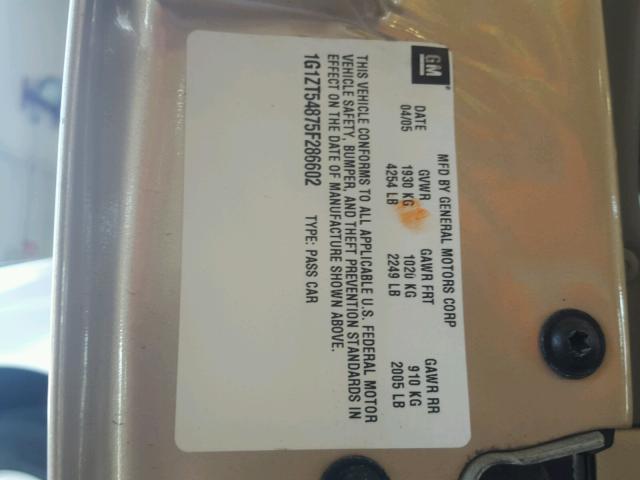 GM
MFD BY GENERAL MOTORS CORP
DATE GVWR GAWR FRT GAWR RR
04/05 1930 KG 1020 KG 910 KG
4254 LB 2249 LB 2005 LB
THIS VEHICLE CONFORMS TO ALL APPLICABLE U.S. FEDERAL MOTOR
VEHICLE SAFETY, BUMPER, AND THEFT PREVENTION STANDARDS IN
EFFECT ON THE DATE OF MANUFACTURE SHOWN ABOVE.
1G1ZT54875F286602 TYPE: PASS CAR